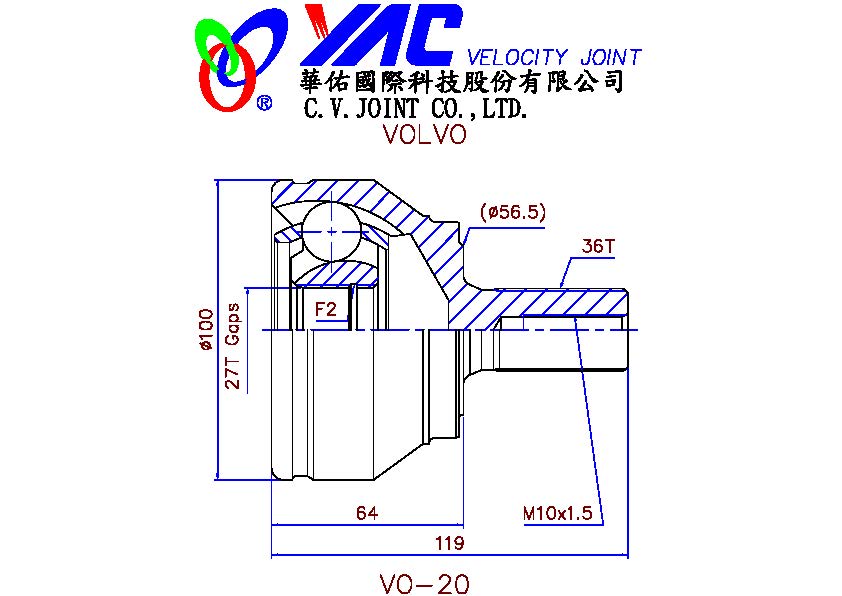 YAC VELOCITY JOINT
®
華佑國際科技股份有限公司
C.V.JOINT CO.,LTD.
VOLVO
(ø56.5)
36T
F2
ø100
27T Gaps
64
M10x1.5
119
VO-20